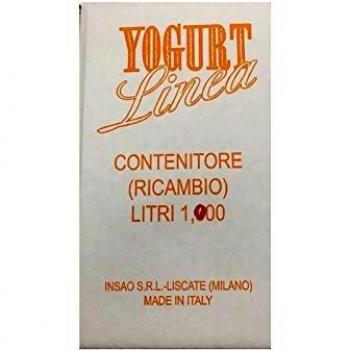 YOGURT
Linea
CONTENITORE
(RICAMBIO)
LITRI 1,000
INSAO S.R.L.-LISCATE (MILANO)
MADE IN ITALY